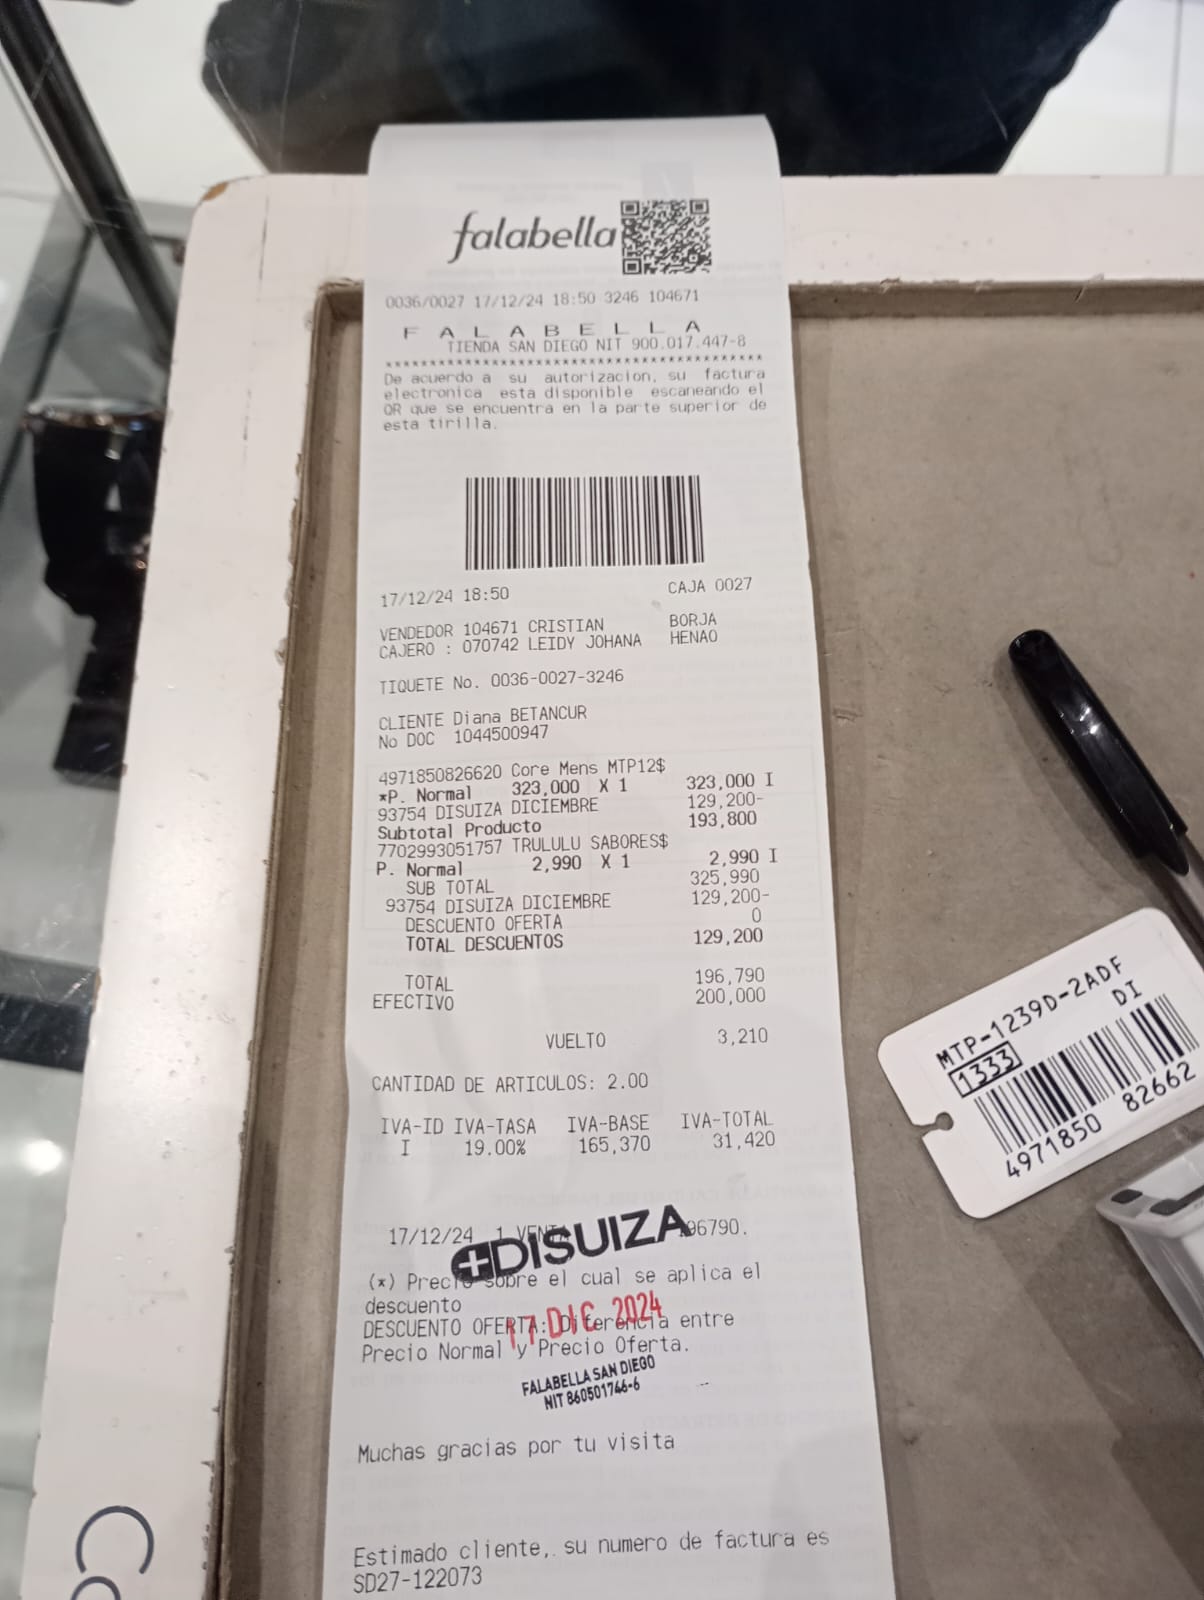 falabella
0036/0027 17/12/24 18:50 3246 104671
F A L A B E L L A
TIENDA SAN DIEGO NIT 900.017.447-8
******************************************************
De acuerdo a su autorizacion, su factura
electronica esta disponible escaneando el
QR que se encuentra en la parte superior de
esta tirilla.
17/12/24 18:50 CAJA 0027
VENDEDOR 104671 CRISTIAN BORJA
CAJERO : 070742 LEIDY JOHANA HENAO
TIQUETE No. 0036-0027-3246
CLIENTE Diana BETANCUR
No DOC 1044500947
4971850826620 Core Mens MTP12$
*P. Normal 323,000 X 1 323,000 I
93754 DISUIZA DICIEMBRE 129,200-
Subtotal Producto 193,800
7702993051757 TRULULU SABORES$
P. Normal 2,990 X 1 2,990 I
SUB TOTAL 325,990
93754 DISUIZA DICIEMBRE 129,200-
DESCUENTO OFERTA 0
TOTAL DESCUENTOS 129,200
TOTAL 196,790
EFECTIVO 200,000
VUELTO 3,210
CANTIDAD DE ARTICULOS: 2.00
IVA-ID IVA-TASA IVA-BASE IVA-TOTAL
I 19.00% 165,370 31,420
17/12/24 1 VENTA 196790.
DISUIZA
(*) Precio sobre el cual se aplica el
descuento
17 DIC 2024
DESCUENTO OFERTA: Diferencia entre
Precio Normal y Precio Oferta.
FALABELLA SAN DIEGO
NIT 860501766-6
Muchas gracias por tu visita
Estimado cliente, su numero de factura es
SD27-122073
MTP-1239D-2ADF
DI
1333
4971850 82662